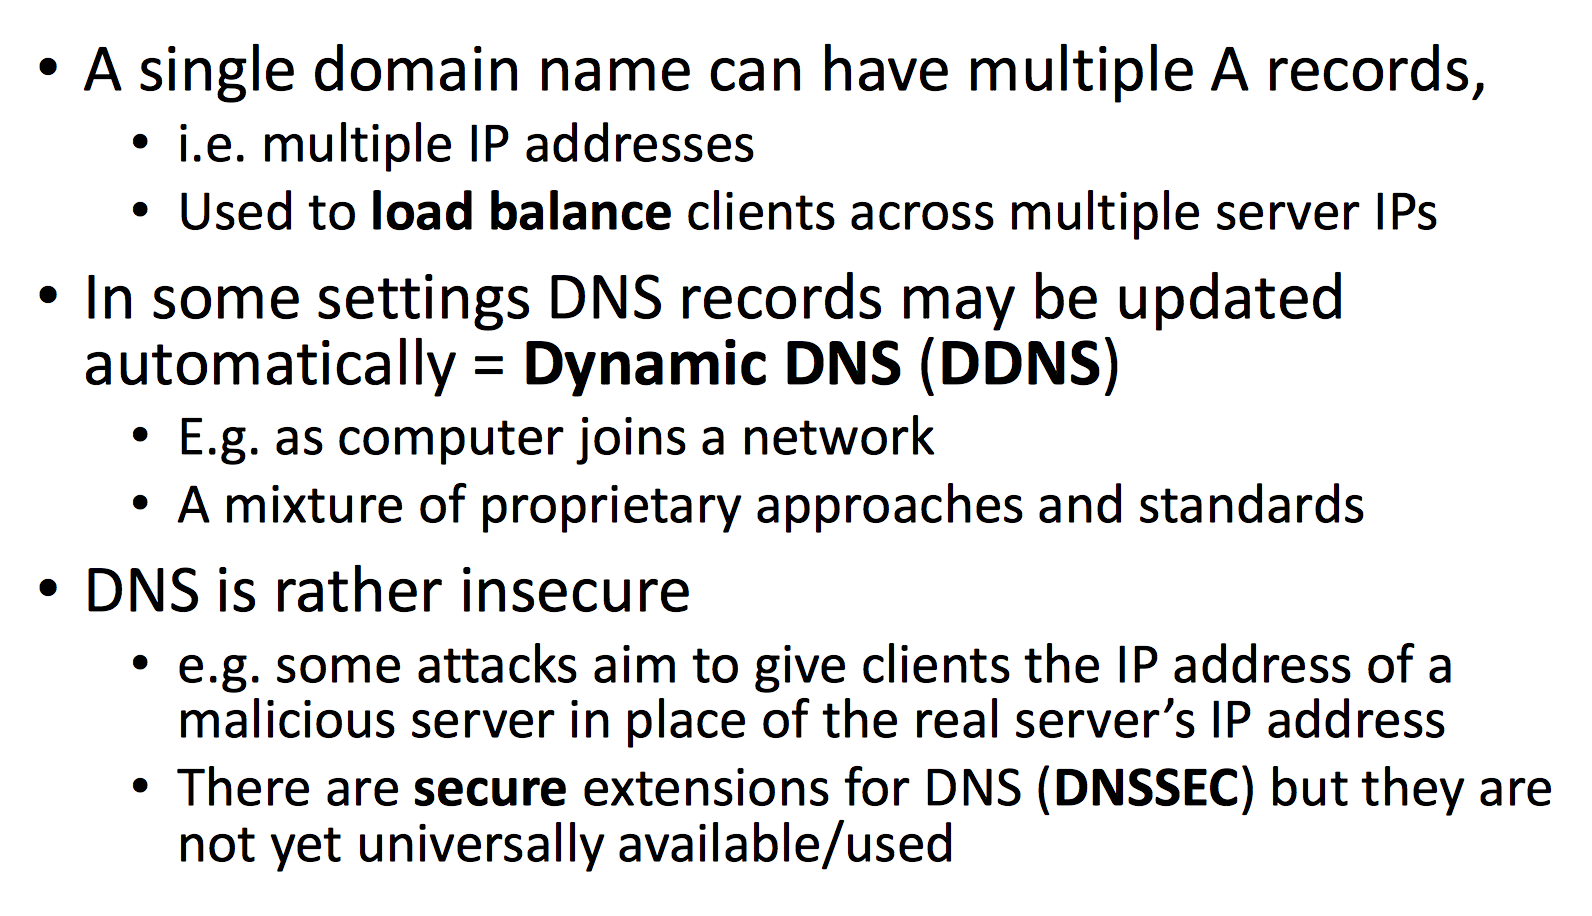 • A single domain name can have multiple A records,
• i.e. multiple IP addresses
• Used to load balance clients across multiple server IPs
• In some settings DNS records may be updated
automatically = Dynamic DNS (DDNS)
• E.g. as computer joins a network
• A mixture of proprietary approaches and standards
• DNS is rather insecure
• e.g. some attacks aim to give clients the IP address of a
malicious server in place of the real server’s IP address
• There are secure extensions for DNS (DNSSEC) but they are
not yet universally available/used